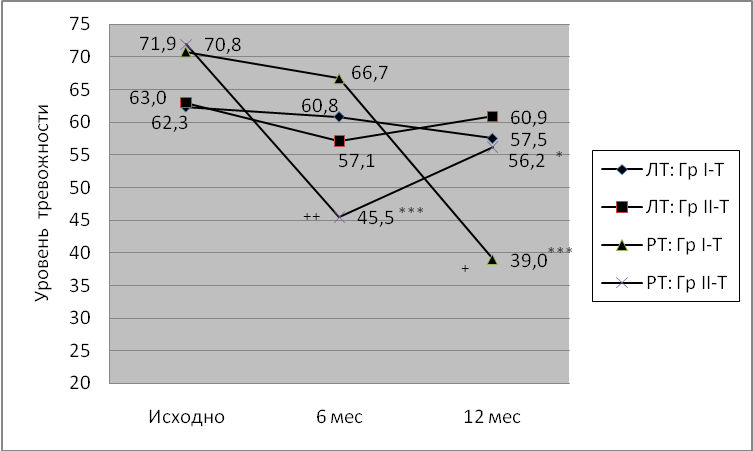 Уровень тревожности
75
70
65
60
55
50
45
40
35
30
25
20
71,9
70,8
66,7
63,0
62,3
60,8
57,1
60,9
57,5
56,2 *
++ 45,5 ***
+ 39,0 ***
Исходно 6 мес 12 мес
ЛТ: Гр I-Т
ЛТ: Гр II-Т
РТ: Гр I-Т
РТ: Гр II-Т